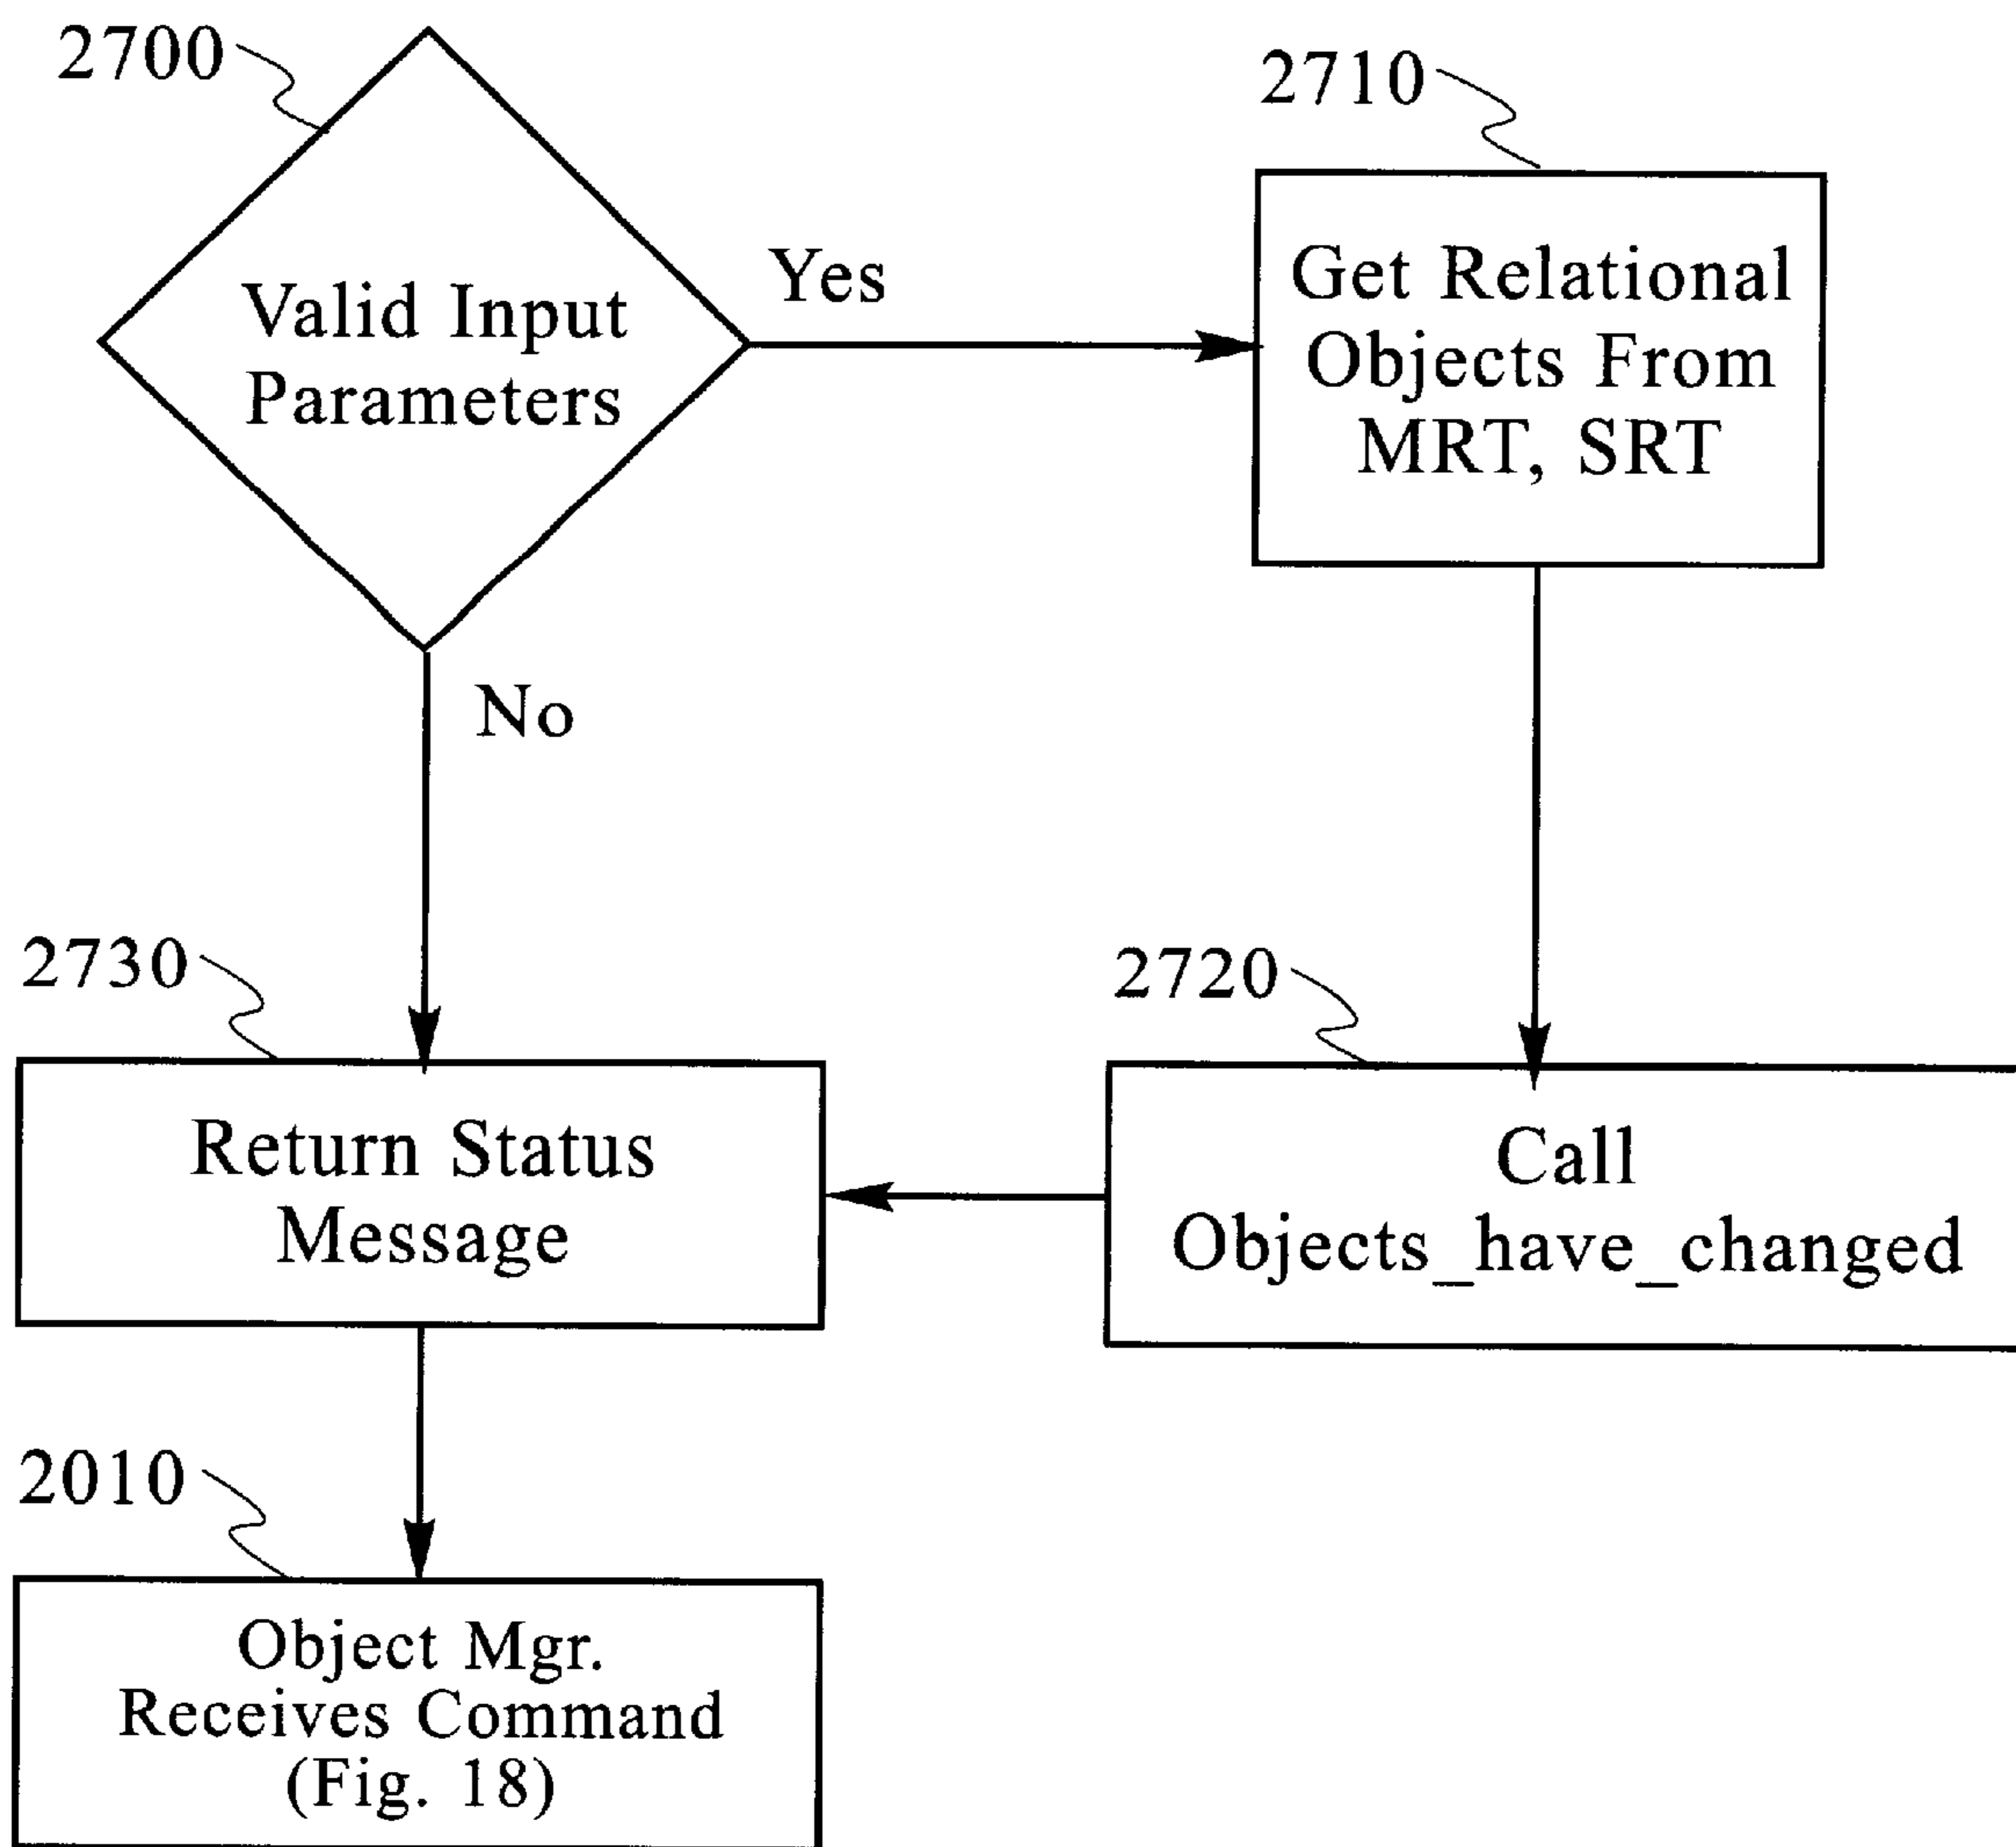 2700
Valid Input
Parameters
Yes
No
2710
Get Relational
Objects From
MRT, SRT
2730
Return Status
Message
2720
Call
Objects_have_changed
2010
Object Mgr.
Receives Command
(Fig. 18)